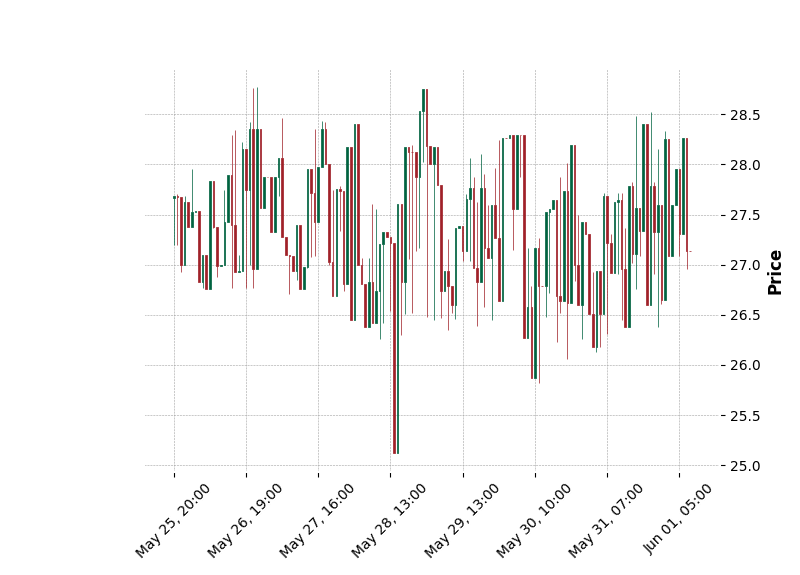 28.5
28.0
27.5
27.0
26.5
26.0
25.5
25.0
Price
May 25, 20:00
May 26, 19:00
May 27, 16:00
May 28, 13:00
May 29, 13:00
May 30, 10:00
May 31, 07:00
Jun 01, 05:00